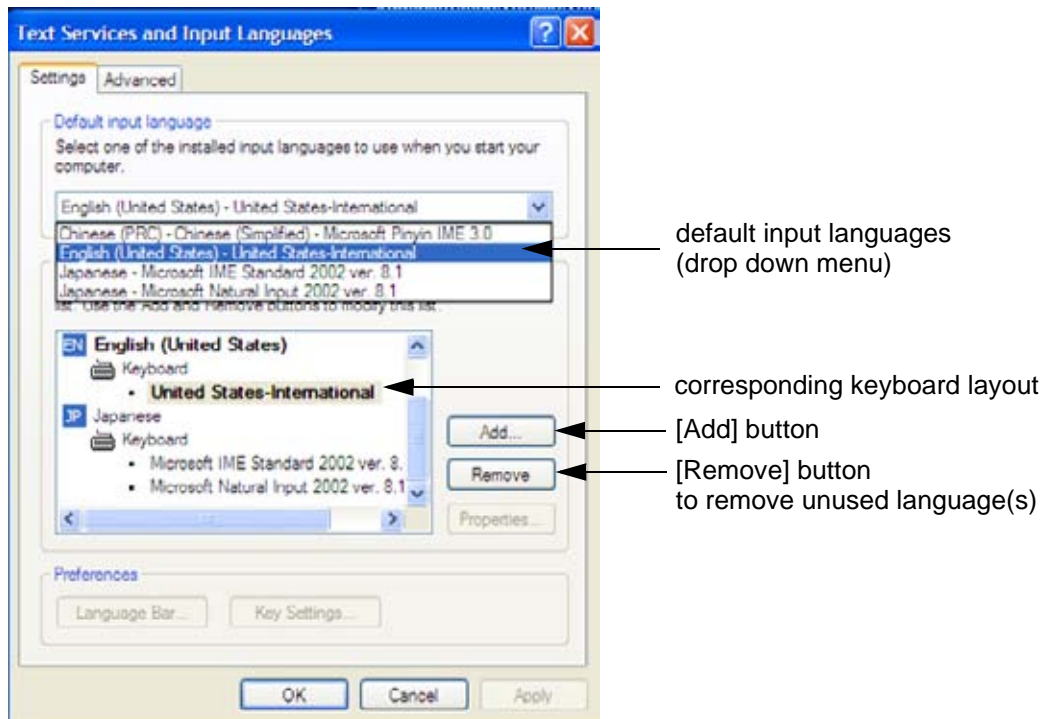 Text Services and Input Languages
Settings Advanced
Default input language
Select one of the installed input languages to use when you start your
computer.
English (United States) - United States-International
Chinese (PRC) - Chinese (Simplified) - Microsoft Pinyin IME 3.0
English (United States) - United States-International
Japanese - Microsoft IME Standard 2002 ver. 8.1
Japanese - Microsoft Natural Input 2002 ver. 8.1
list. Use the Add and Remove buttons to modify this list.
EN English (United States)
Keyboard
• United States-International
JP Japanese
Keyboard
• Microsoft IME Standard 2002 ver. 8.
• Microsoft Natural Input 2002 ver. 8.1
Add...
Remove
Properties...
Preferences
Language Bar... Key Settings...
OK Cancel Apply
default input languages
(drop down menu)
corresponding keyboard layout
[Add] button
[Remove] button
to remove unused language(s)